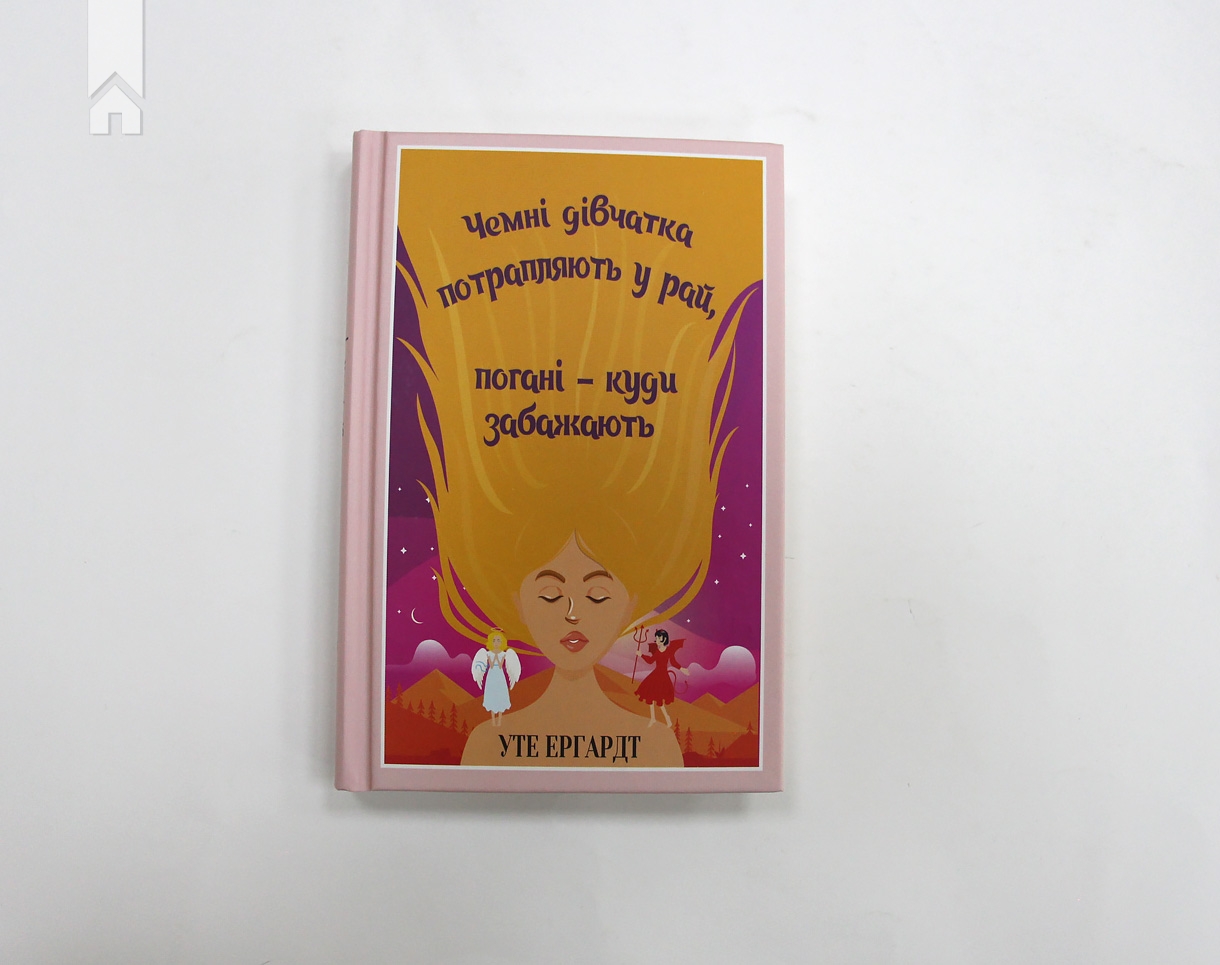 Чемні дівчатка
потрапляють у рай,
погані – куди
забажають
УТЕ ЕРГАРДТ